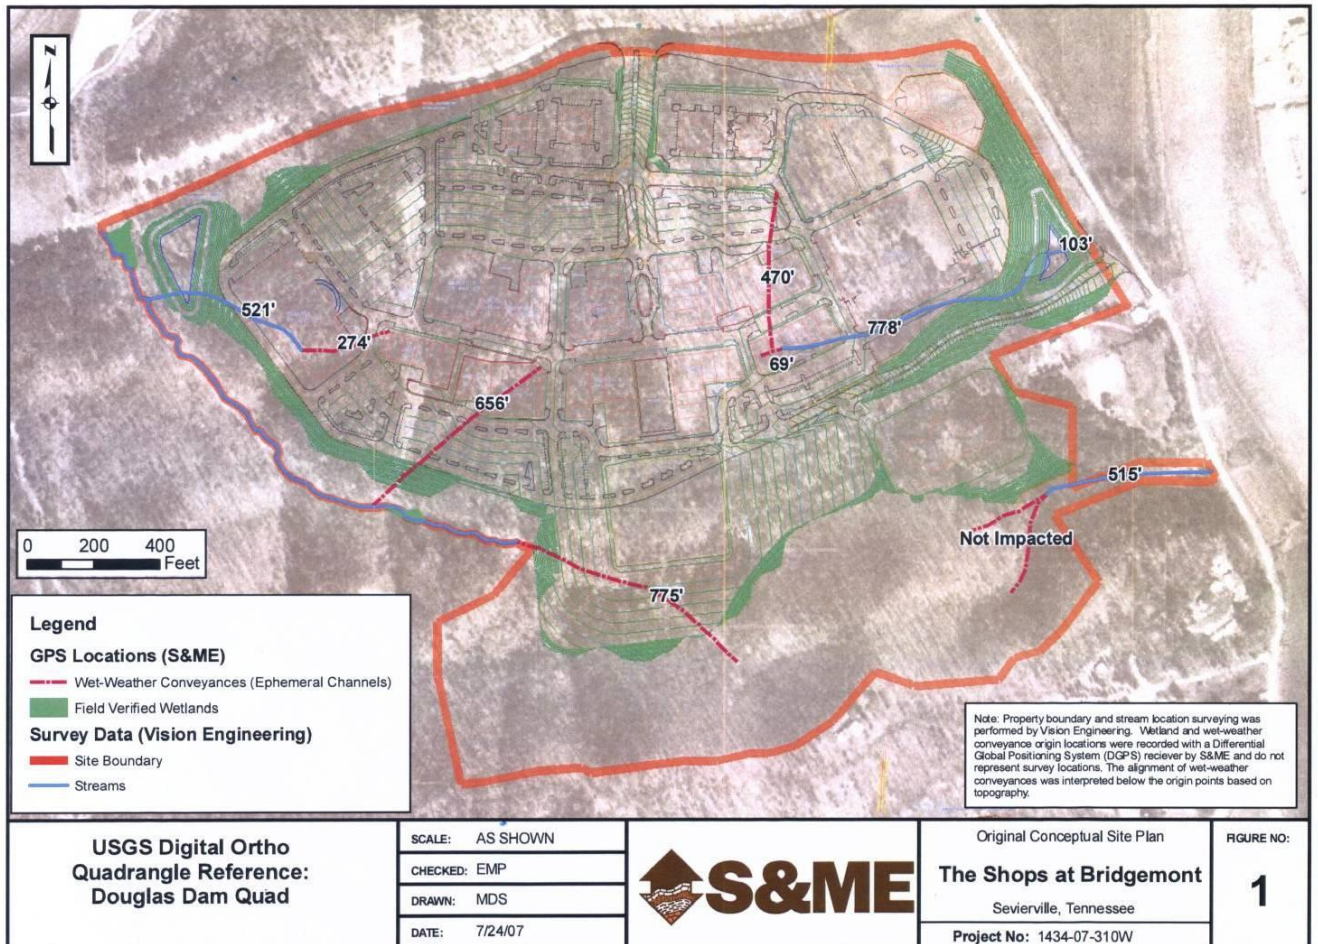 N
103'
470'
521'
778'
274'
69'
656'
515'
Not Impacted
775'
0 200 400
Feet
Legend
GPS Locations (S&ME)
Wet-Weather Conveyances (Ephemeral Channels)
Field Verified Wetlands
Survey Data (Vision Engineering)
Site Boundary
Streams
Note: Property boundary and stream location surveying was
performed by Vision Engineering. Wetland and wet-weather
conveyance origin locations were recorded with a Differential
Global Positioning System (DGPS) reciever by S&ME and do not
represent survey locations. The alignment of wet-weather
conveyances was interpreted below the origin points based on
topography.
USGS Digital Ortho
Quadrangle Reference:
Douglas Dam Quad
SCALE: AS SHOWN
CHECKED: EMP
DRAWN: MDS
DATE: 7/24/07
S&ME
Original Conceptual Site Plan
The Shops at Bridgemont
Sevierville, Tennessee
Project No: 1434-07-310W
FIGURE NO:
1